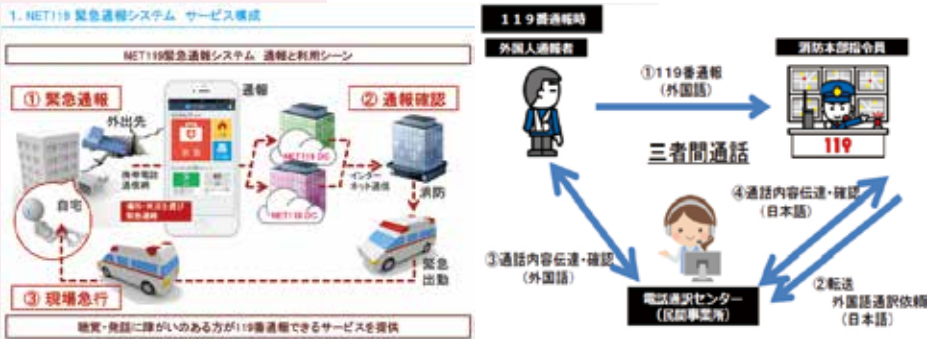 1. NET119 緊急通報システム サービス構成
NET119緊急通報システム 通報と利用シーン
① 緊急通報
通報
② 通報確認
外出先
自宅
携帯電話
通信網
NET119 DC
NET119 DC
インター
ネット通信
消防
緊急通報
緊急
出動
③ 現場急行
聴覚・発話に障がいのある方が119番通報できるサービスを提供
119番通報時
外国人通報者
消防本部指令員
①119番通報
(外国語)
119
三者間通話
④通話内容伝達・確認
(日本語)
③通話内容伝達・確認
(外国語)
②転送
外国語通訳依頼
(日本語)
電話通訳センター
(民間事業所)